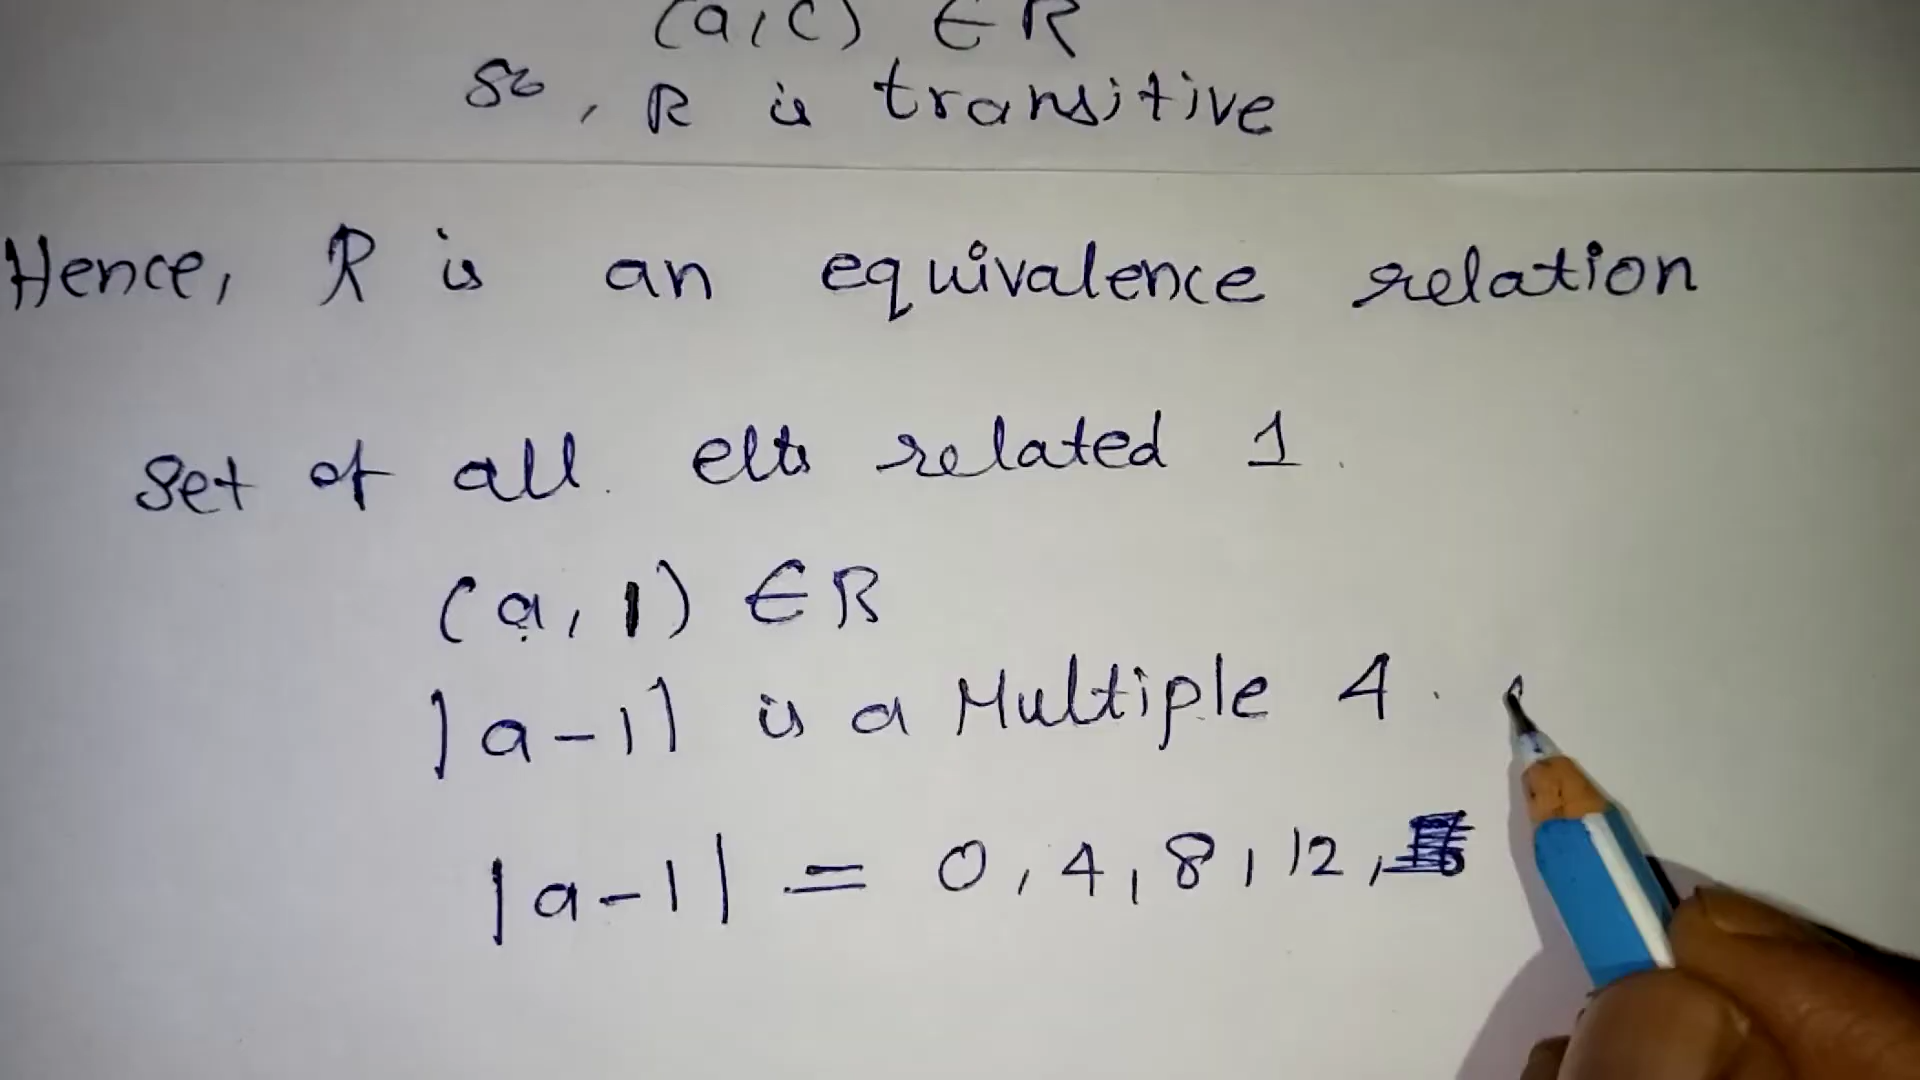 (a, c) ∈ R
So, R is transitive
Hence, R is an equivalence relation
Set of all elts related 1.
(a, 1) ∈ R
|a-1| is a Multiple 4.
|a-1| = 0, 4, 8, 12,